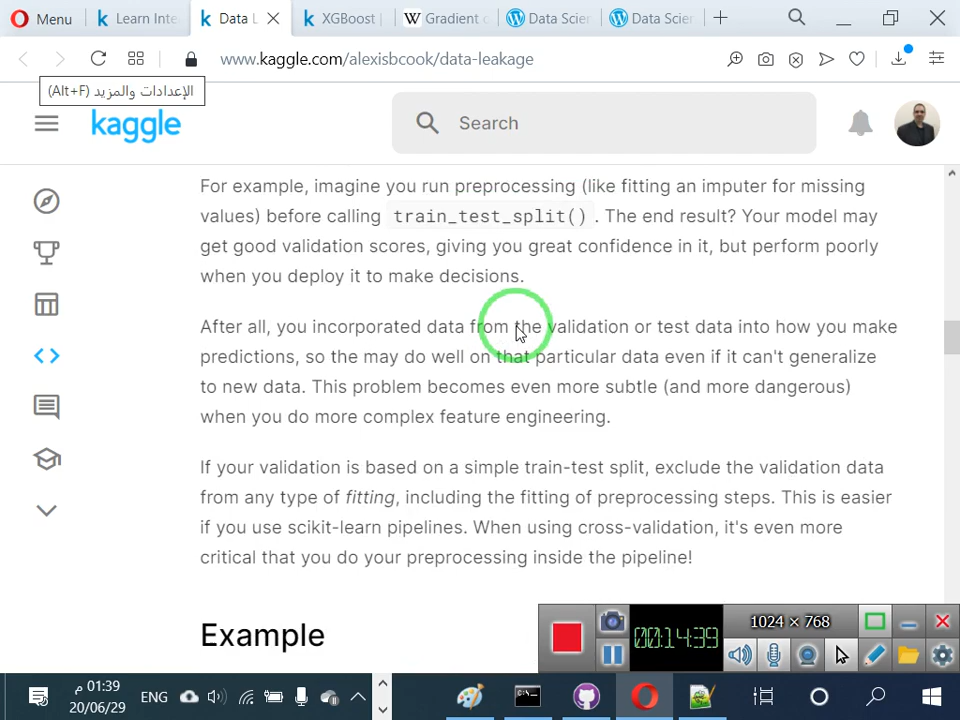 Menu
Learn Inte
Data L
XGBoost |
W Gradient
Data Scien
Data Scien
www.kaggle.com/alexisbcook/data-leakage
الإعدادات والمزيد (Alt+F)
kaggle
Search
For example, imagine you run preprocessing (like fitting an imputer for missing
values) before calling train_test_split() . The end result? Your model may
get good validation scores, giving you great confidence in it, but perform poorly
when you deploy it to make decisions.
After all, you incorporated data from the validation or test data into how you make
predictions, so the may do well on that particular data even if it can't generalize
to new data. This problem becomes even more subtle (and more dangerous)
when you do more complex feature engineering.
If your validation is based on a simple train-test split, exclude the validation data
from any type of fitting, including the fitting of preprocessing steps. This is easier
if you use scikit-learn pipelines. When using cross-validation, it's even more
critical that you do your preprocessing inside the pipeline!
Example
00:14:39
1024 × 768
01:39 م
ENG
20/06/29